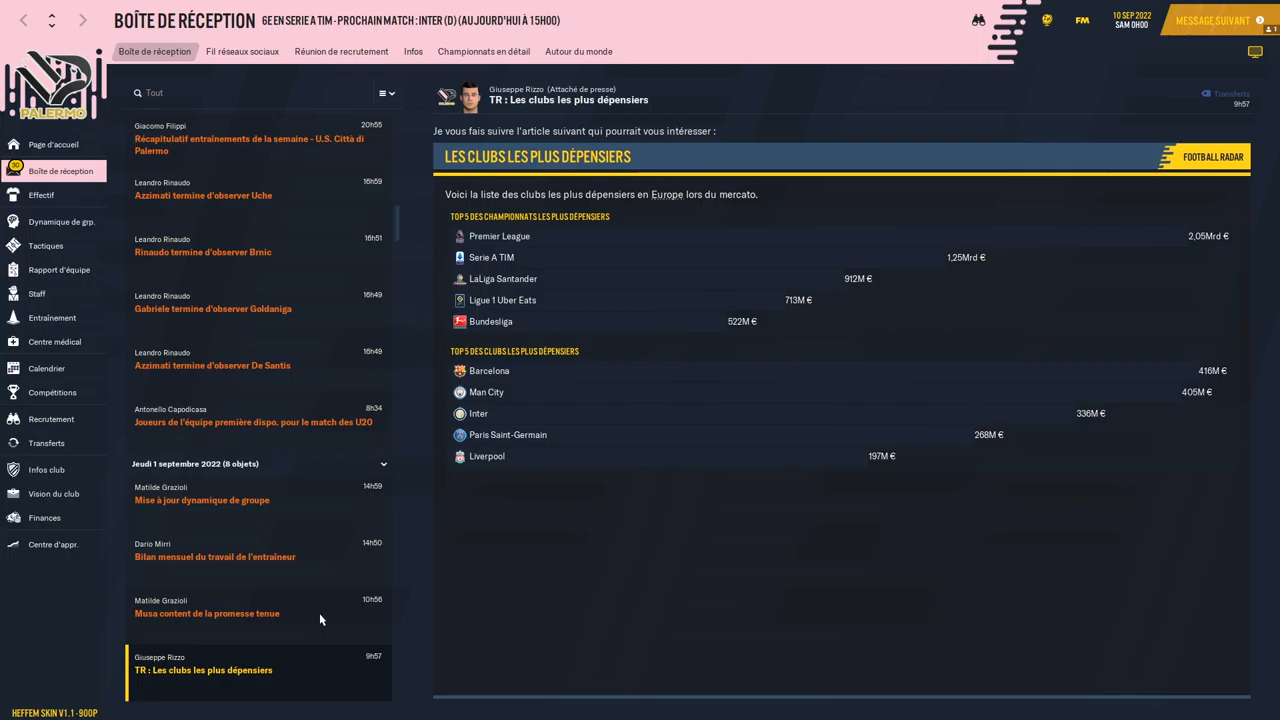 BOÎTE DE RÉCEPTION 6E EN SERIE A TIM - PROCHAIN MATCH : INTER (D) (AUJOURD'HUI À 15H00)
FM
10 SEP 2022
SAM 0H00
MESSAGE SUIVANT
1
Boîte de réception Fil réseaux sociaux Réunion de recrutement Infos Championnats en détail Autour du monde
PALERMO
Page d'accueil
30
Boîte de réception
Effectif
Dynamique de grp.
Tactiques
Rapport d'équipe
Staff
Entraînement
Centre médical
Calendrier
Compétitions
Recrutement
Transferts
Infos club
Vision du club
Finances
Centre d'appr.
HEFFEM SKIN V1.1 - 900P
Tout
Giacomo Filippi 20h55
Récapitulatif entraînements de la semaine - U.S. Città di
Palermo
Leandro Rinaudo 16h59
Azzimati termine d'observer Uche
Leandro Rinaudo 16h51
Rinaudo termine d'observer Brnic
Leandro Rinaudo 16h49
Gabriele termine d'observer Goldaniga
Leandro Rinaudo 16h49
Azzimati termine d'observer De Santis
Antonello Capodicasa 8h34
Joueurs de l'équipe première dispo. pour le match des U20
Jeudi 1 septembre 2022 (8 objets)
Matilde Grazioli 14h59
Mise à jour dynamique de groupe
Dario Mirri 14h50
Bilan mensuel du travail de l'entraîneur
Matilde Grazioli 10h56
Musa content de la promesse tenue
Giuseppe Rizzo 9h57
TR : Les clubs les plus dépensiers
Giuseppe Rizzo (Attaché de presse)
TR : Les clubs les plus dépensiers
Transferts
9h57
Je vous fais suivre l'article suivant qui pourrait vous intéresser :
LES CLUBS LES PLUS DÉPENSIERS
FOOTBALL RADAR
Voici la liste des clubs les plus dépensiers en Europe lors du mercato.
TOP 5 DES CHAMPIONNATS LES PLUS DÉPENSIERS
Premier League 2,05Mrd €
Serie A TIM 1,25Mrd €
LaLiga Santander 912M €
Ligue 1 Uber Eats 713M €
Bundesliga 522M €
TOP 5 DES CLUBS LES PLUS DÉPENSIERS
Barcelona 416M €
Man City 405M €
Inter 336M €
Paris Saint-Germain 268M €
Liverpool 197M €